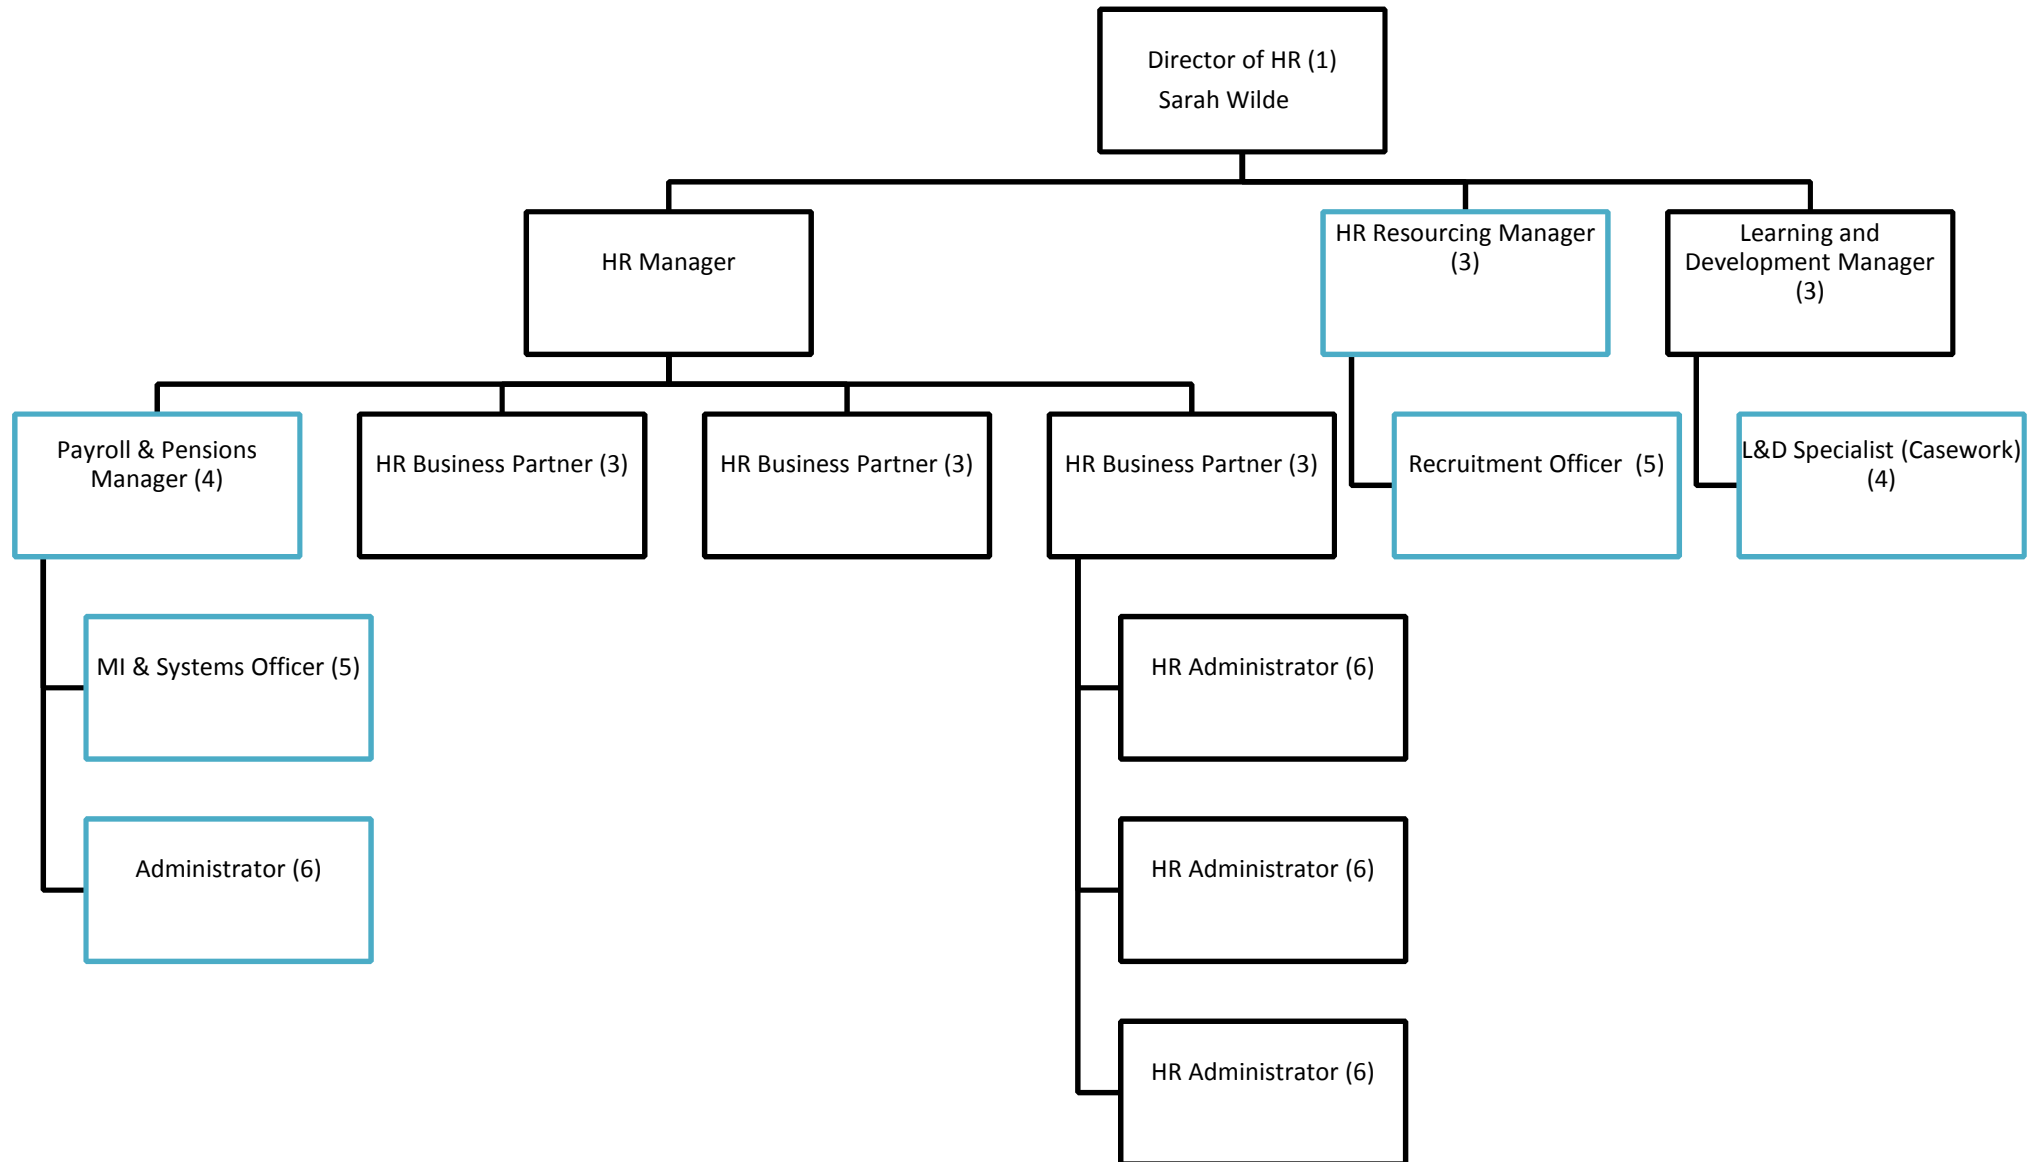 Director of HR (1)
Sarah Wilde
HR Manager
HR Resourcing Manager
(3)
Learning and
Development Manager
(3)
Payroll & Pensions
Manager (4)
HR Business Partner (3)
HR Business Partner (3)
HR Business Partner (3)
Recruitment Officer  (5)
L&D Specialist (Casework)
(4)
MI & Systems Officer (5)
HR Administrator (6)
Administrator (6)
HR Administrator (6)
HR Administrator (6)